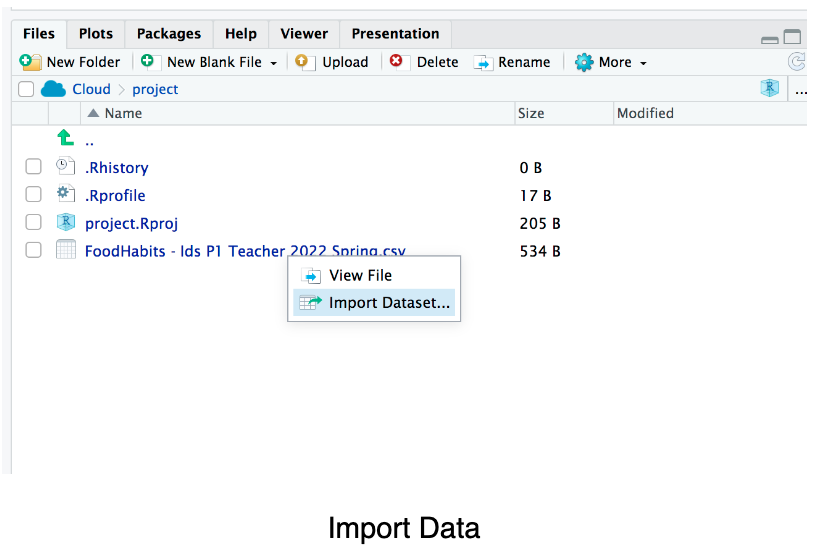 Files Plots Packages Help Viewer Presentation
New Folder New Blank File Upload Delete Rename More
Cloud project ...
Name Size Modified
..
.Rhistory 0 B
.Rprofile 17 B
project.Rproj 205 B
FoodHabits - Ids P1 Teacher 2022 Spring.csv 534 B
View File
Import Dataset...
Import Data